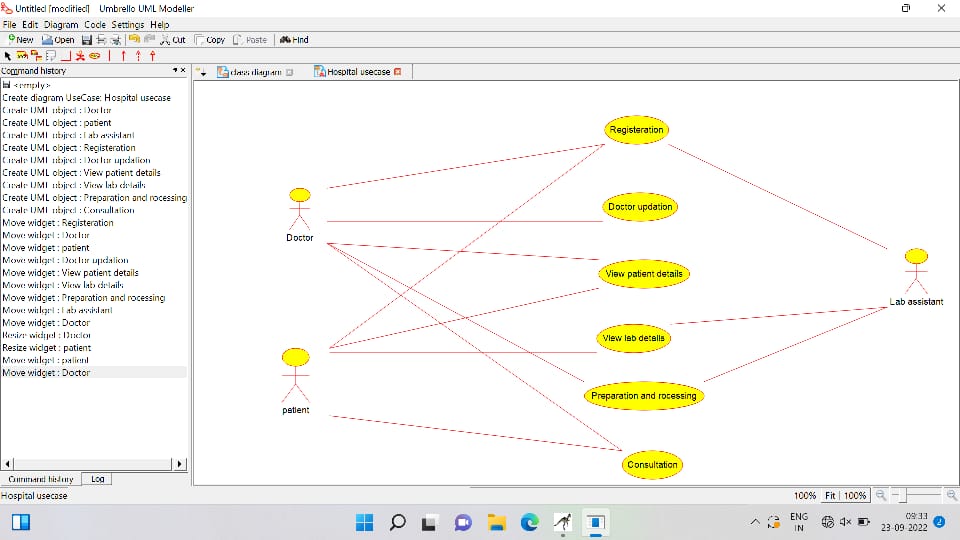 Untitled [modified] Umbrello UML Modeller
File Edit Diagram Code Settings Help
New Open Cut Copy Paste Find
Command history
class diagram Hospital usecase
<empty>
Create diagram UseCase: Hospital usecase
Create UML object : Doctor
Create UML object : patient
Create UML object : Lab assistant
Create UML object : Registeration
Create UML object : Doctor updation
Create UML object : View patient details
Create UML object : View lab details
Create UML object : Preparation and rocessing
Create UML object : Consultation
Move widget : Registeration
Move widget : Doctor
Move widget : patient
Move widget : Doctor updation
Move widget : View patient details
Move widget : View lab details
Move widget : Preparation and rocessing
Move widget : Lab assistant
Move widget : Doctor
Resize widget : Doctor
Resize widget : patient
Move widget : patient
Move widget : Doctor
Registeration
Doctor updation
Doctor
View patient details
Lab assistant
View lab details
Preparation and rocessing
patient
Consultation
Command history Log
Hospital usecase
100% Fit 100%
ENG
IN
09:33
23-09-2022
2